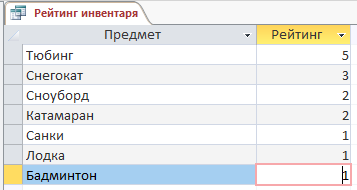 Рейтинг инвентаря
Предмет Рейтинг
Тюбинг 5
Снегокат 3
Сноуборд 2
Катамаран 2
Санки 1
Лодка 1
Бадминтон 1